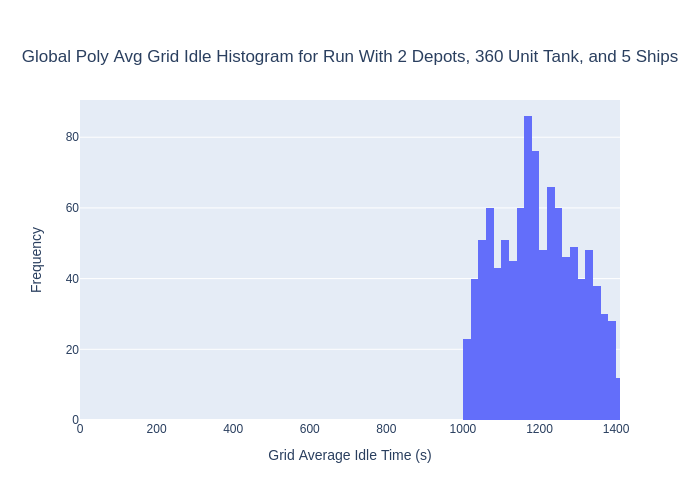 Global Poly Avg Grid Idle Histogram for Run With 2 Depots, 360 Unit Tank, and 5 Ships
Frequency
80
60
40
20
0
0 200 400 600 800 1000 1200 1400
Grid Average Idle Time (s)